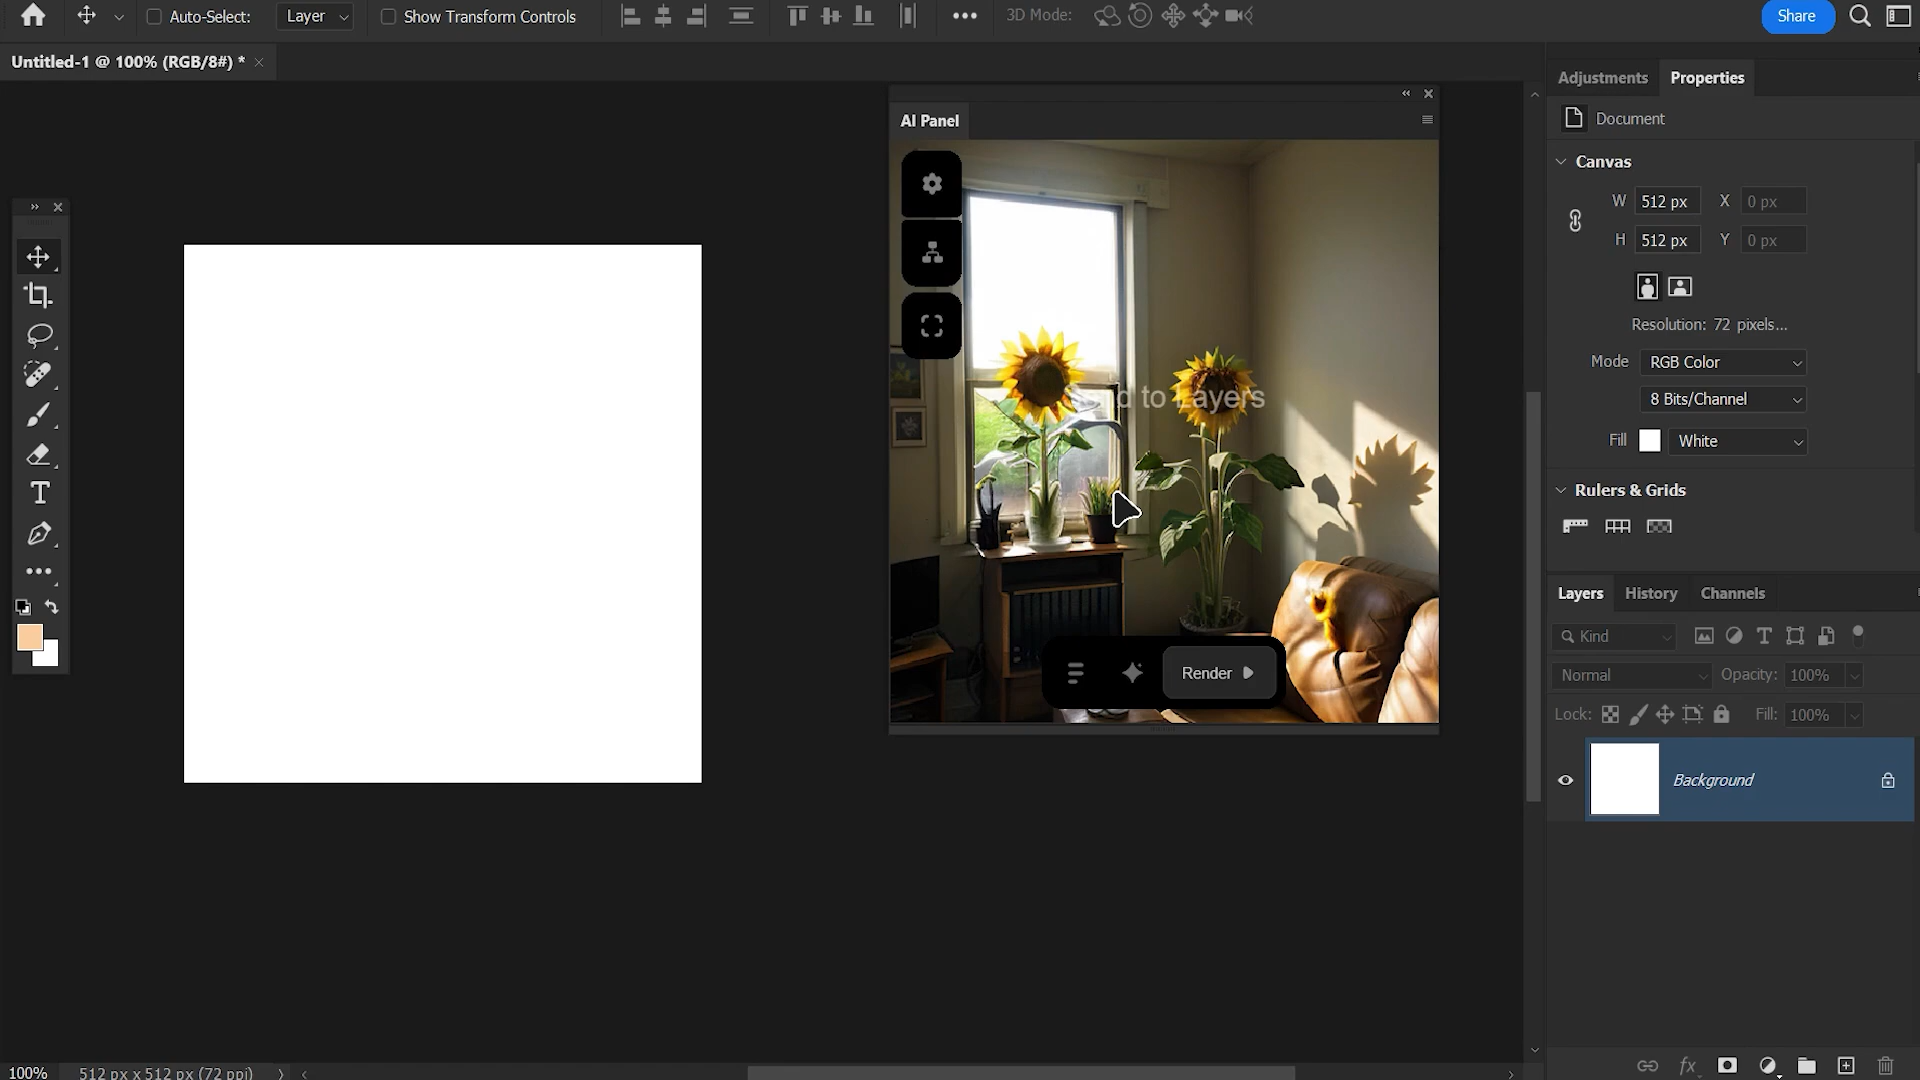 Auto-Select: Layer Show Transform Controls 3D Mode: Share
Untitled-1 @ 100% (RGB/8#) *
AI Panel
Send to Layers
Render
Adjustments Properties
Document
Canvas
W 512 px X 0 px
H 512 px Y 0 px
Resolution: 72 pixels...
Mode RGB Color
8 Bits/Channel
Fill White
Rulers & Grids
Layers History Channels
Kind
Normal Opacity: 100%
Lock: Fill: 100%
Background
100% 512 px x 512 px (72 ppi)